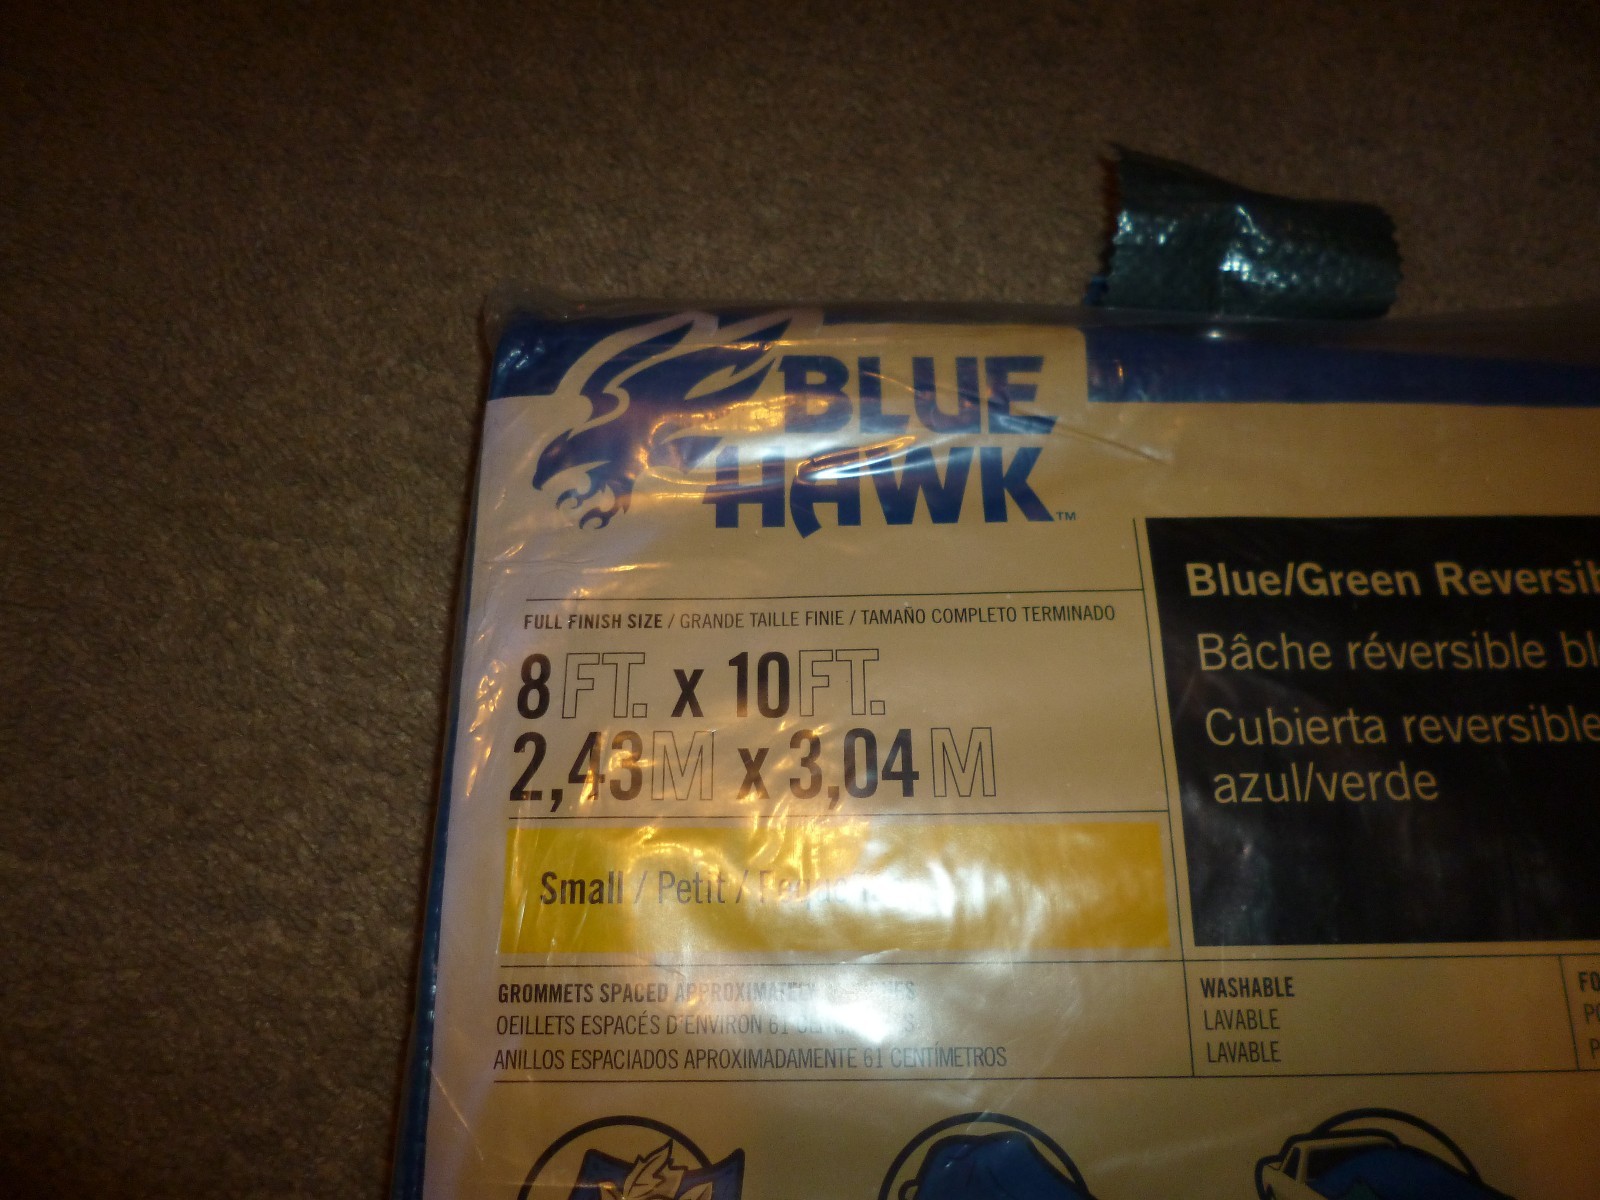 BLUE
HAWK™
FULL FINISH SIZE / GRANDE TAILLE FINIE / TAMAÑO COMPLETO TERMINADO
8 FT. x 10 FT.
2,43 M x 3,04 M
Small / Petit /
GROMMETS SPACED APPROXIMATELY
OEILLETS ESPACÉS D'ENVIRON 61
ANILLOS ESPACIADOS APROXIMADAMENTE 61 CENTÍMETROS
Blue/Green
Bâche réversible
Cubierta reversible
azul/verde
WASHABLE
LAVABLE
LAVABLE